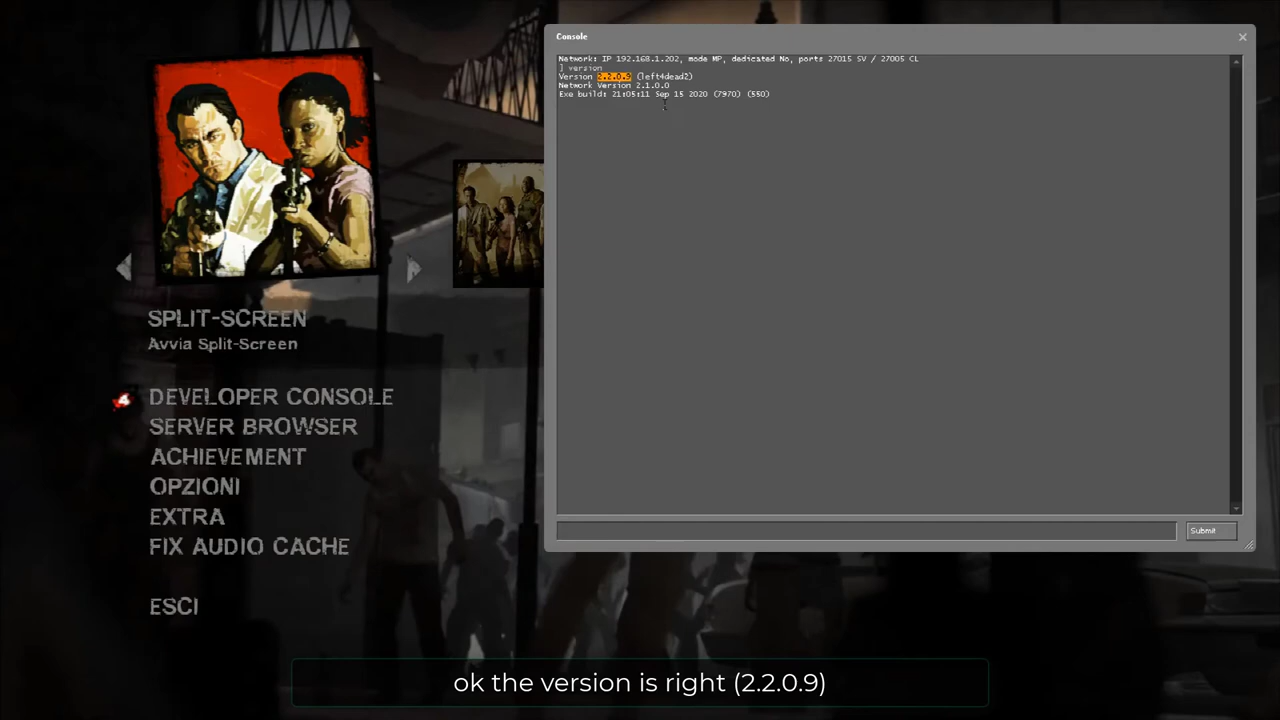 Console
Network: IP 192.168.1.202, mode MP, dedicated No, ports 27015 SV / 27005 CL
] version
Version 2.2.0.9 (left4dead2)
Network Version 2.1.0.0
Exe build: 21:05:11 Sep 15 2020 (7970) (550)
Submit
SPLIT-SCREEN
Avvia Split-Screen
4
DEVELOPER CONSOLE
SERVER BROWSER
ACHIEVEMENT
OPZIONI
EXTRA
FIX AUDIO CACHE
ESCI
ok the version is right (2.2.0.9)